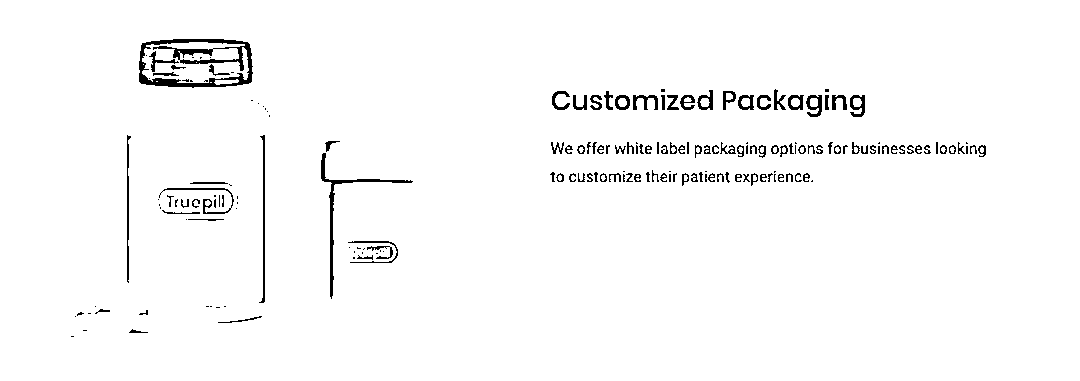 Customized Packaging
We offer white label packaging options for businesses looking
to customize their patient experience.
Truepill